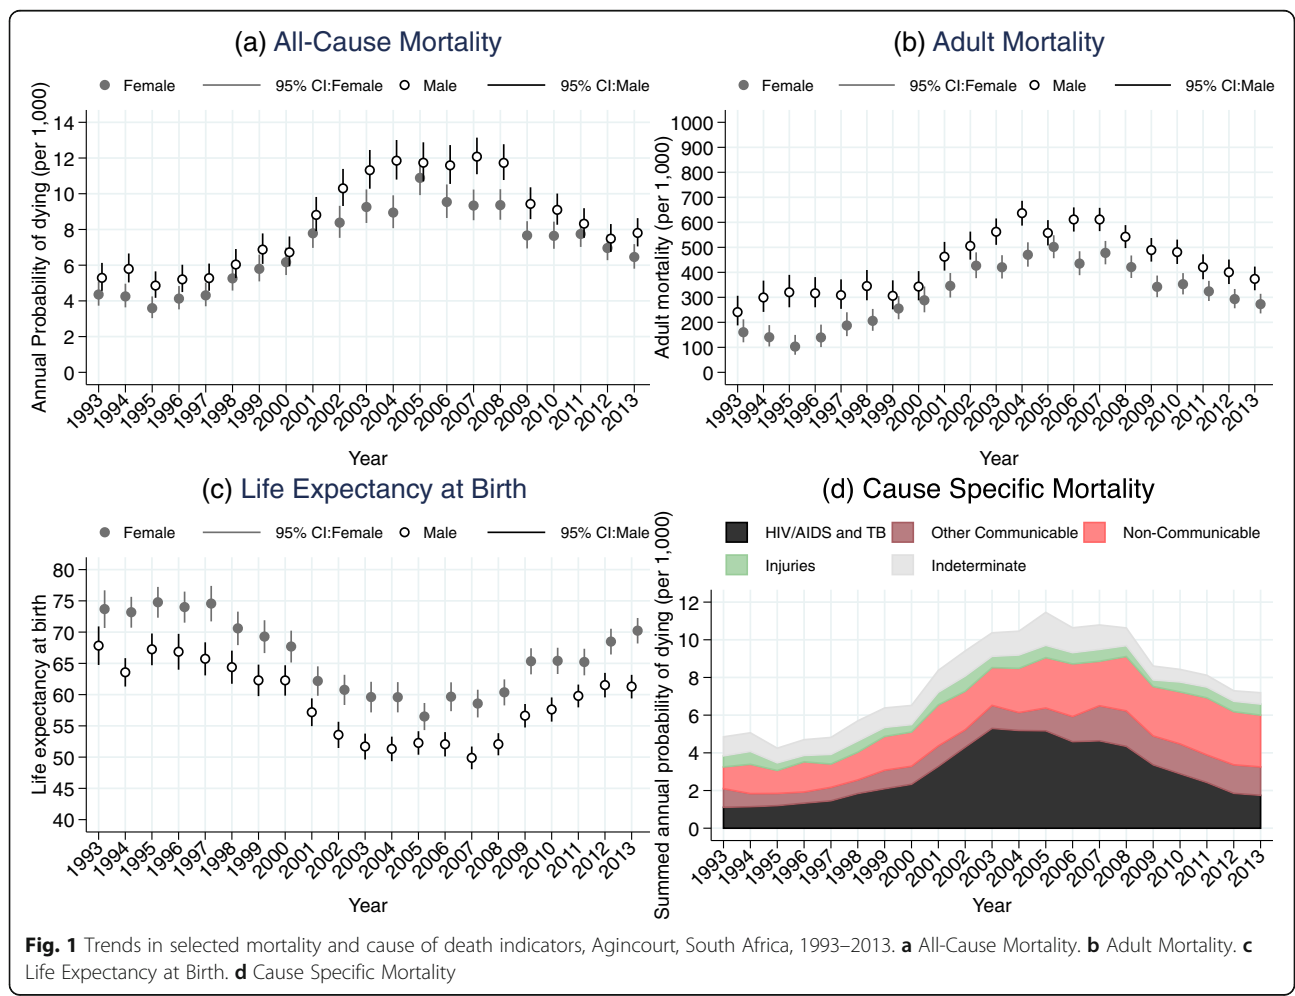 (a) All-Cause Mortality
Female 95% CI:Female Male 95% CI:Male
Annual Probability of dying (per 1,000)
14
12
10
8
6
4
2
0
1993 1994 1995 1996 1997 1998 1999 2000 2001 2002 2003 2004 2005 2006 2007 2008 2009 2010 2011 2012 2013
Year
(b) Adult Mortality
Female 95% CI:Female Male 95% CI:Male
Adult mortality (per 1,000)
1000
900
800
700
600
500
400
300
200
100
0
1993 1994 1995 1996 1997 1998 1999 2000 2001 2002 2003 2004 2005 2006 2007 2008 2009 2010 2011 2012 2013
Year
(c) Life Expectancy at Birth
Female 95% CI:Female Male 95% CI:Male
Life expectancy at birth
80
75
70
65
60
55
50
45
40
1993 1994 1995 1996 1997 1998 1999 2000 2001 2002 2003 2004 2005 2006 2007 2008 2009 2010 2011 2012 2013
Year
(d) Cause Specific Mortality
HIV/AIDS and TB Other Communicable Non-Communicable
Injuries Indeterminate
Summed annual probability of dying (per 1,000)
12
10
8
6
4
2
0
1993 1994 1995 1996 1997 1998 1999 2000 2001 2002 2003 2004 2005 2006 2007 2008 2009 2010 2011 2012 2013
Year
Fig. 1 Trends in selected mortality and cause of death indicators, Agincourt, South Africa, 1993–2013. a All-Cause Mortality. b Adult Mortality. c
Life Expectancy at Birth. d Cause Specific Mortality